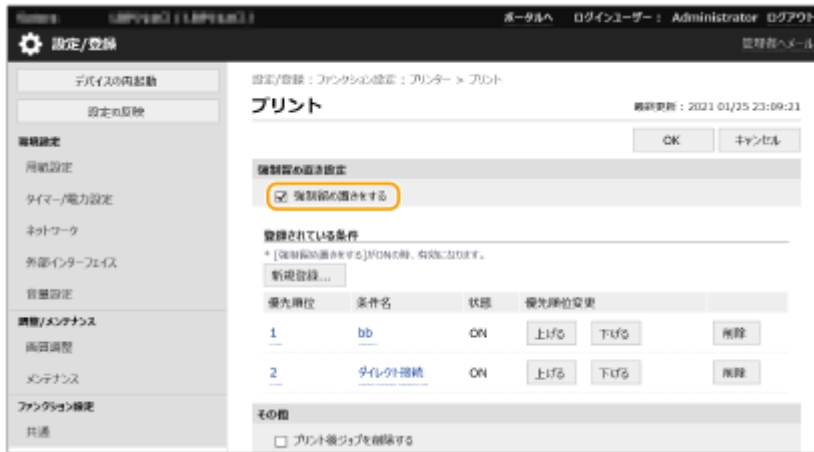 ポータルへ ログインユーザー： Administrator ログアウト
設定/登録
管理者へメール
デバイスの再起動
設定の反映
環境設定
用紙設定
タイマー/電力設定
ネットワーク
外部インターフェイス
音量設定
調整/メンテナンス
画質調整
メンテナンス
ファンクション設定
共通
設定/登録 : ファンクション設定 : プリンター > プリント
プリント
最終更新 : 2021 01/25 23:09:21
OK キャンセル
強制留め置き設定
強制留め置きをする
登録されている条件
* [強制留め置きをする]がONの時、有効になります。
新規登録...
優先順位 条件名 状態 優先順位変更
1 bb ON 上げる 下げる 削除
2 ダイレクト接続 ON 上げる 下げる 削除
その他
プリント後ジョブを削除する